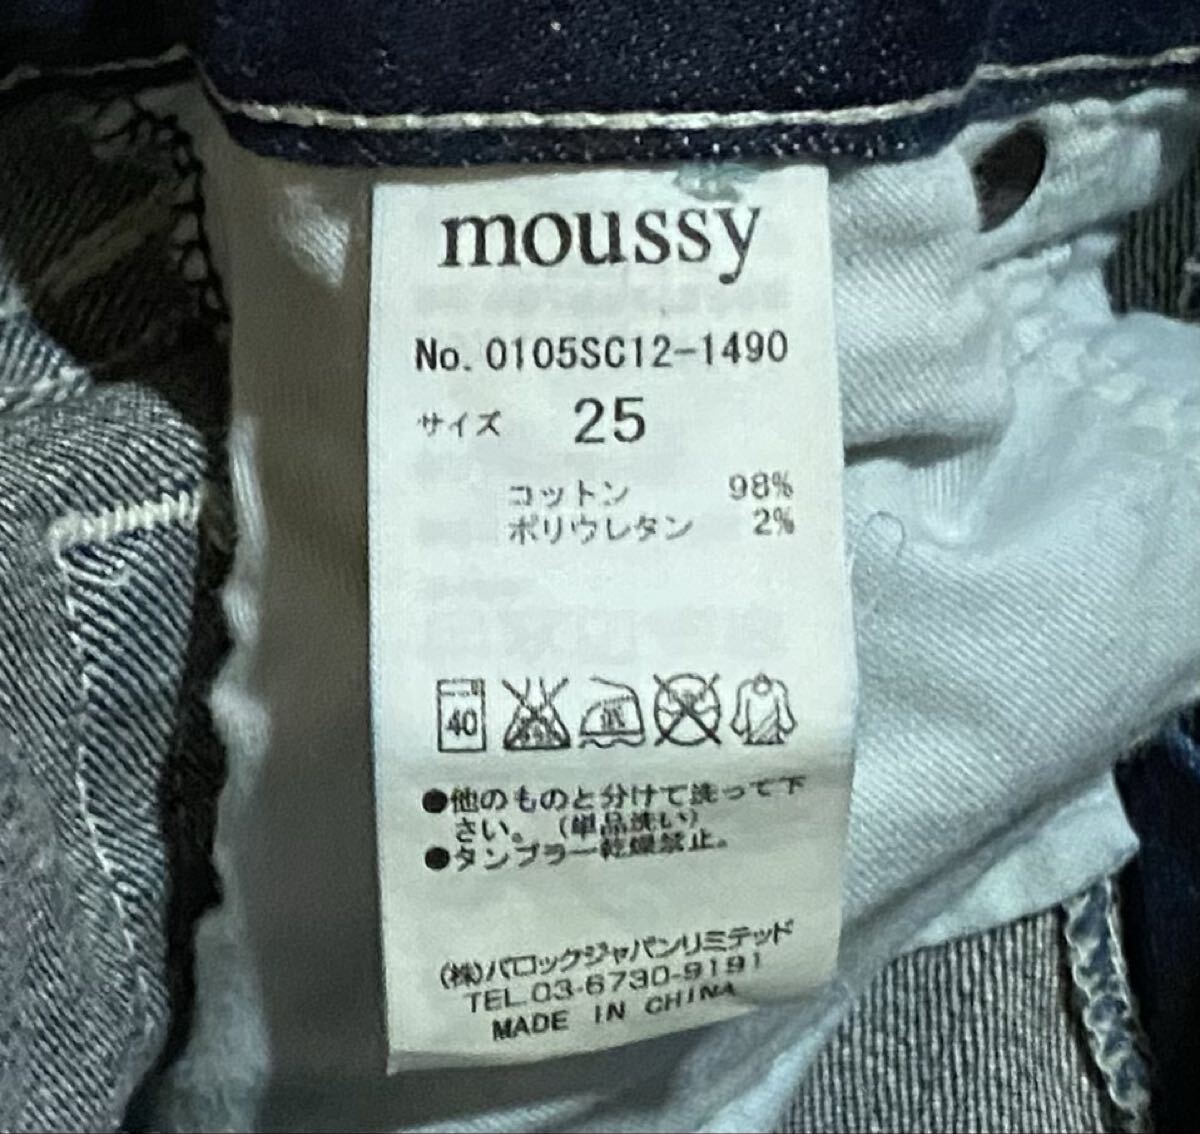 moussy
No. 0105SC12-1490
サイズ 25
コットン 98%
ポリウレタン 2%
40
●他のものと分けて洗って下
さい。(単品洗い)
●タンブラー乾燥禁止。
(株)バロックジャパンリミテッド
TEL.03-6730-9191
MADE IN CHINA